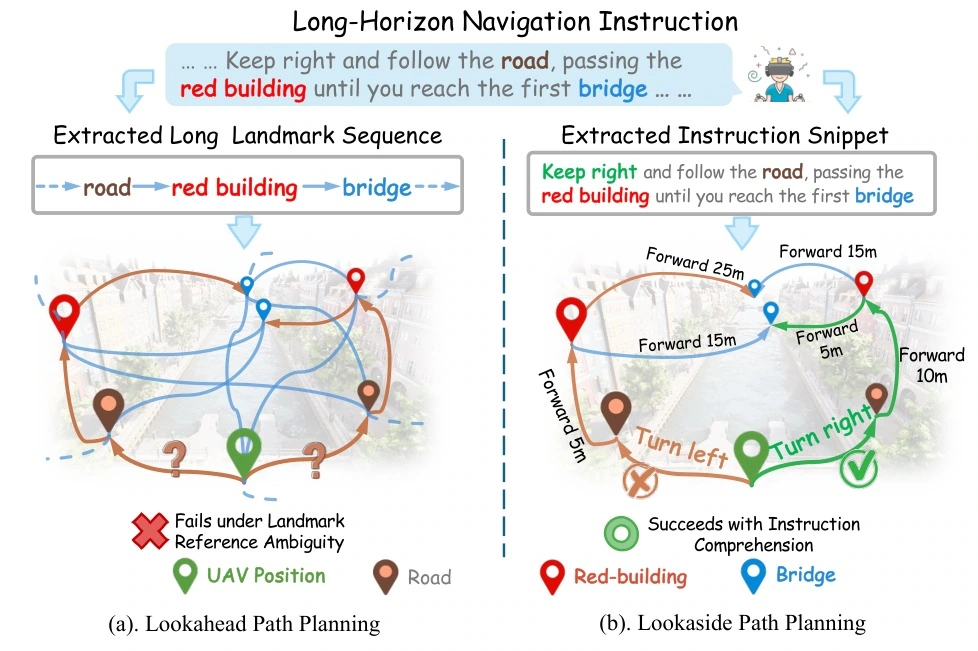 Long-Horizon Navigation Instruction
... ... Keep right and follow the road, passing the
red building until you reach the first bridge ... ...
Extracted Long Landmark Sequence
road red building bridge
? ?
Fails under Landmark
Reference Ambiguity
Extracted Instruction Snippet
Keep right and follow the road, passing the
red building until you reach the first bridge
Forward 25m
Forward 15m
Forward 15m
Forward
5m
Forward
10m
Forward 5m
Turn left
Turn right
Succeeds with Instruction
Comprehension
UAV Position Road Red-building Bridge
(a). Lookahead Path Planning
(b). Lookaside Path Planning